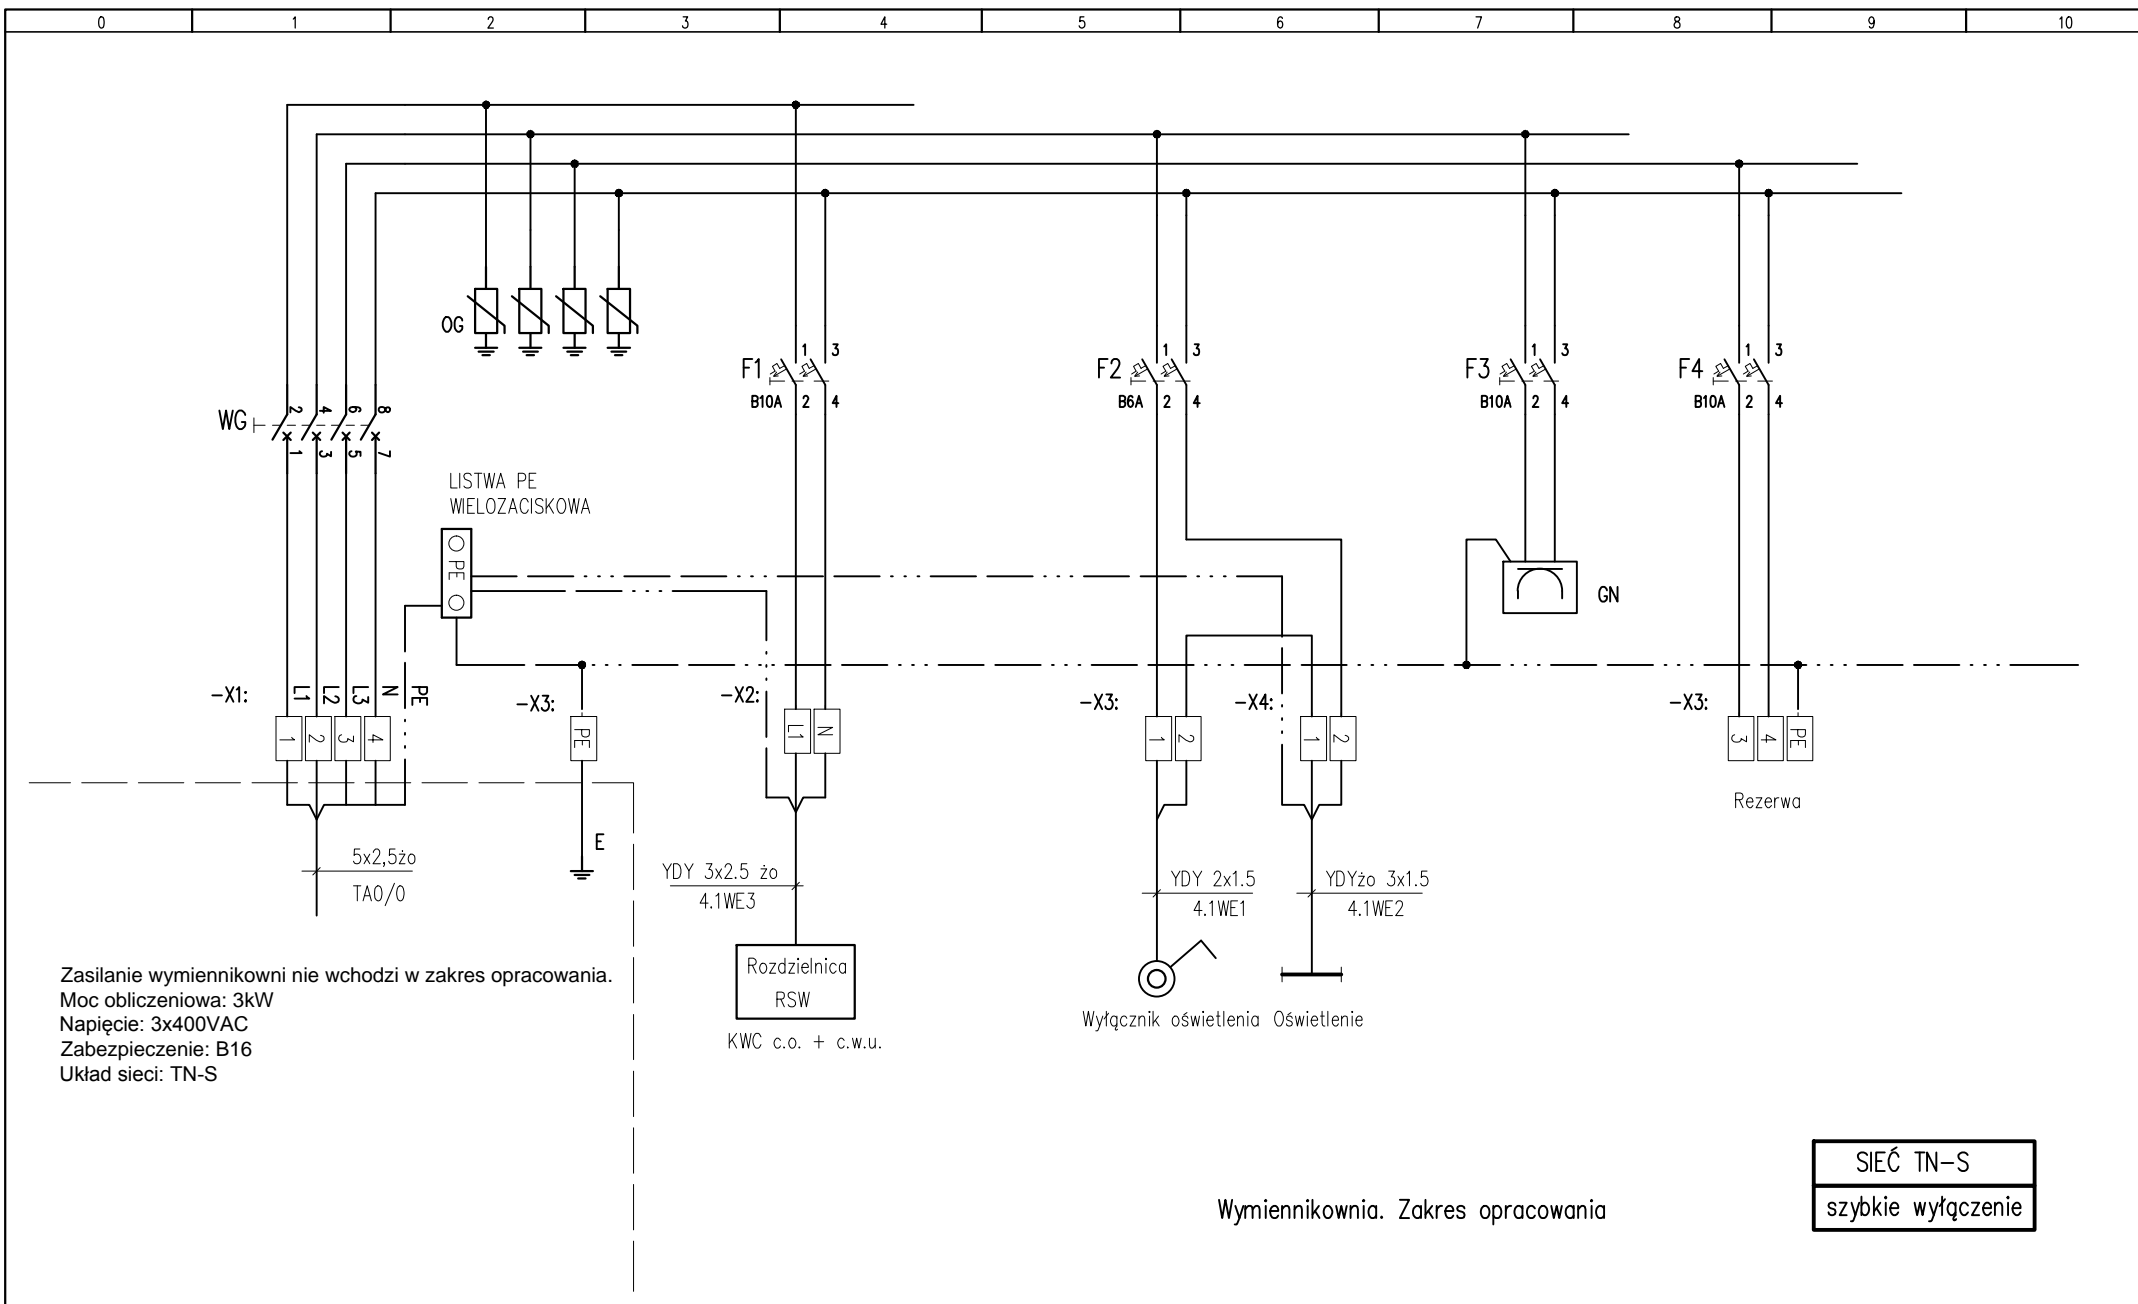 0 1 2 3 4 5 6 7 8 9 10
OG
F1 1 3
B10A 2 4
F2 1 3
B6A 2 4
F3 1 3
B10A 2 4
F4 1 3
B10A 2 4
WG 2 4 6 8
1 3 5 7
LISTWA PE
WIELOZACISKOWA
PE
GN
-X1: L1 L2 L3 N PE
-X3:
-X2:
-X3:
-X4:
-X3:
1 2 3 4
PE
L1 N
1 2
1 2
3 4 PE
Rezerwa
E
5x2,5żo
TAO/0
YDY 3x2.5 żo
4.1WE3
YDY 2x1.5
4.1WE1
YDYżo 3x1.5
4.1WE2
Rozdzielnica
RSW
KWC c.o. + c.w.u.
Wyłącznik oświetlenia
Oświetlenie
Zasilanie wymiennikowni nie wchodzi w zakres opracowania.
Moc obliczeniowa: 3kW
Napięcie: 3x400VAC
Zabezpieczenie: B16
Układ sieci: TN-S
Wymiennikownia. Zakres opracowania
SIEĆ TN-S
szybkie wyłączenie